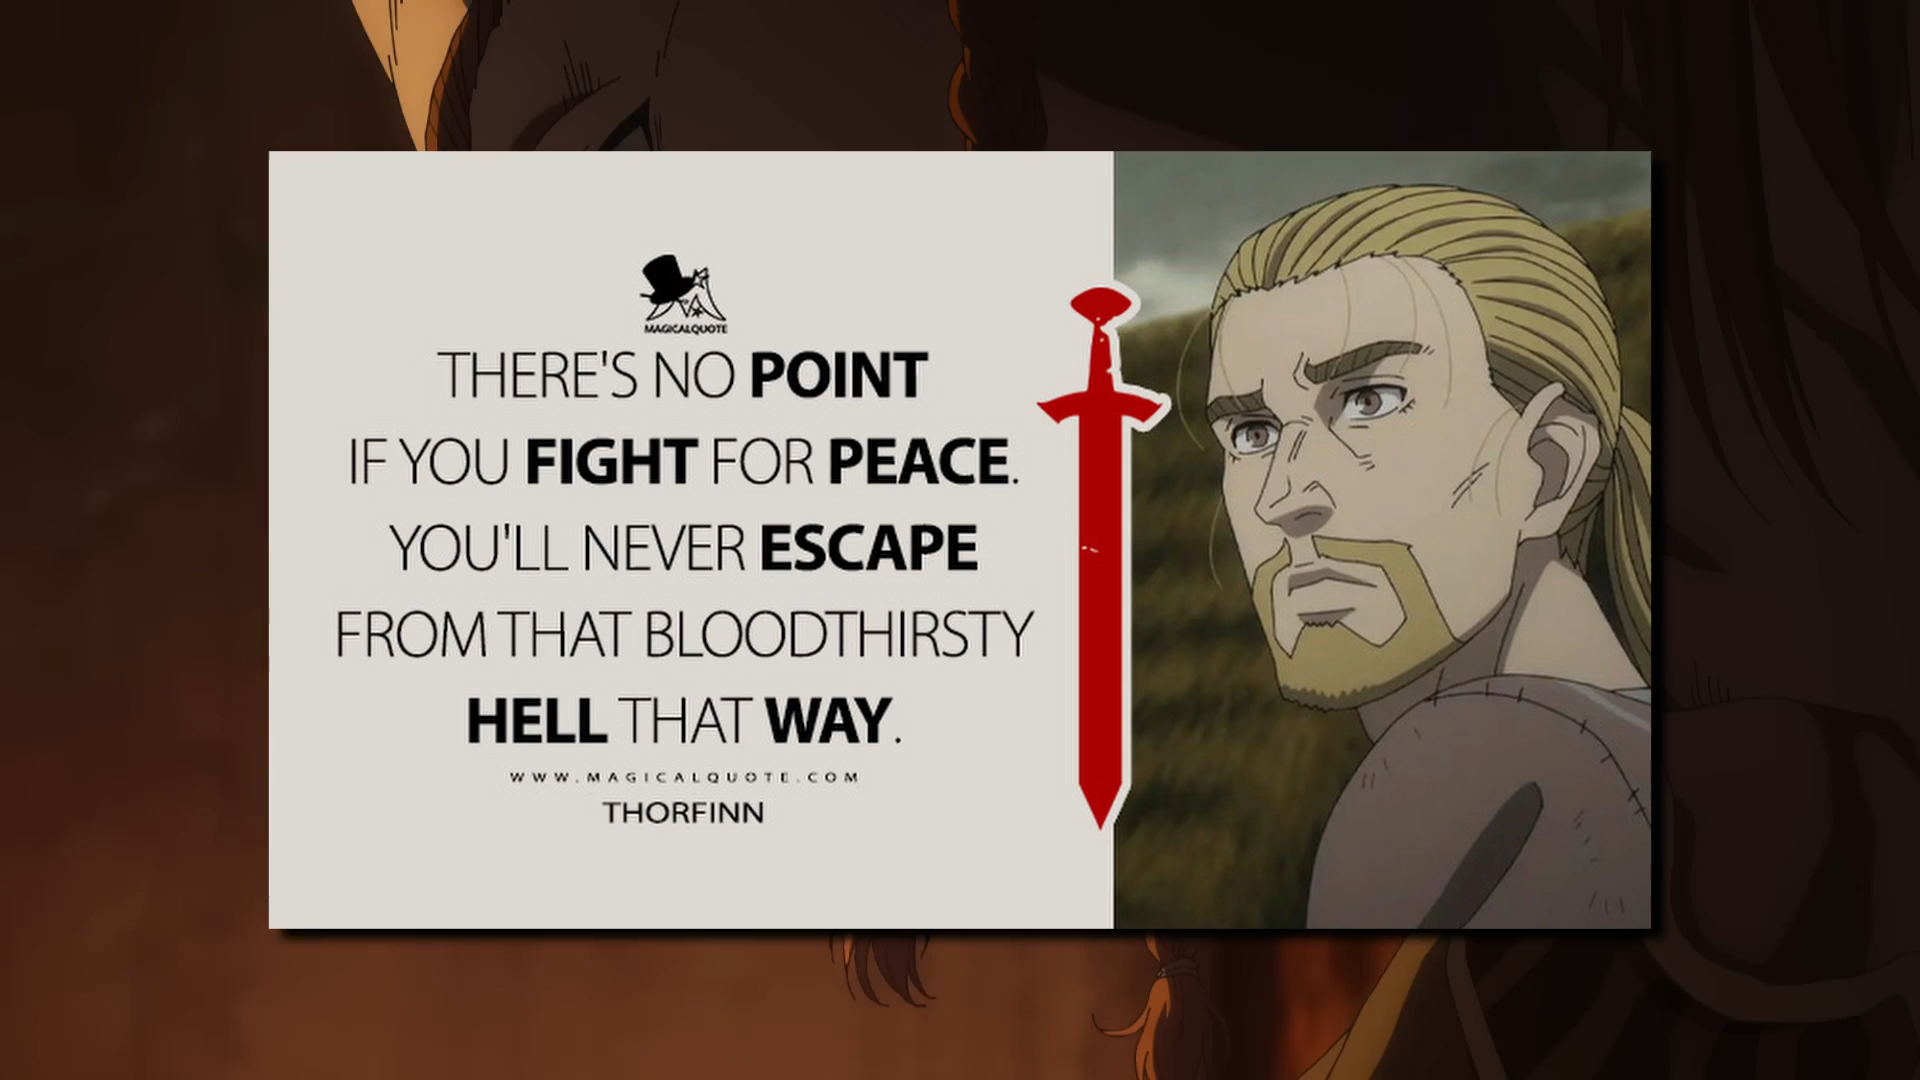 MAGICALQUOTE
THERE'S NO POINT
IF YOU FIGHT FOR PEACE.
YOU'LL NEVER ESCAPE
FROM THAT BLOODTHIRSTY
HELL THAT WAY.
WWW.MAGICALQUOTE.COM
THORFINN